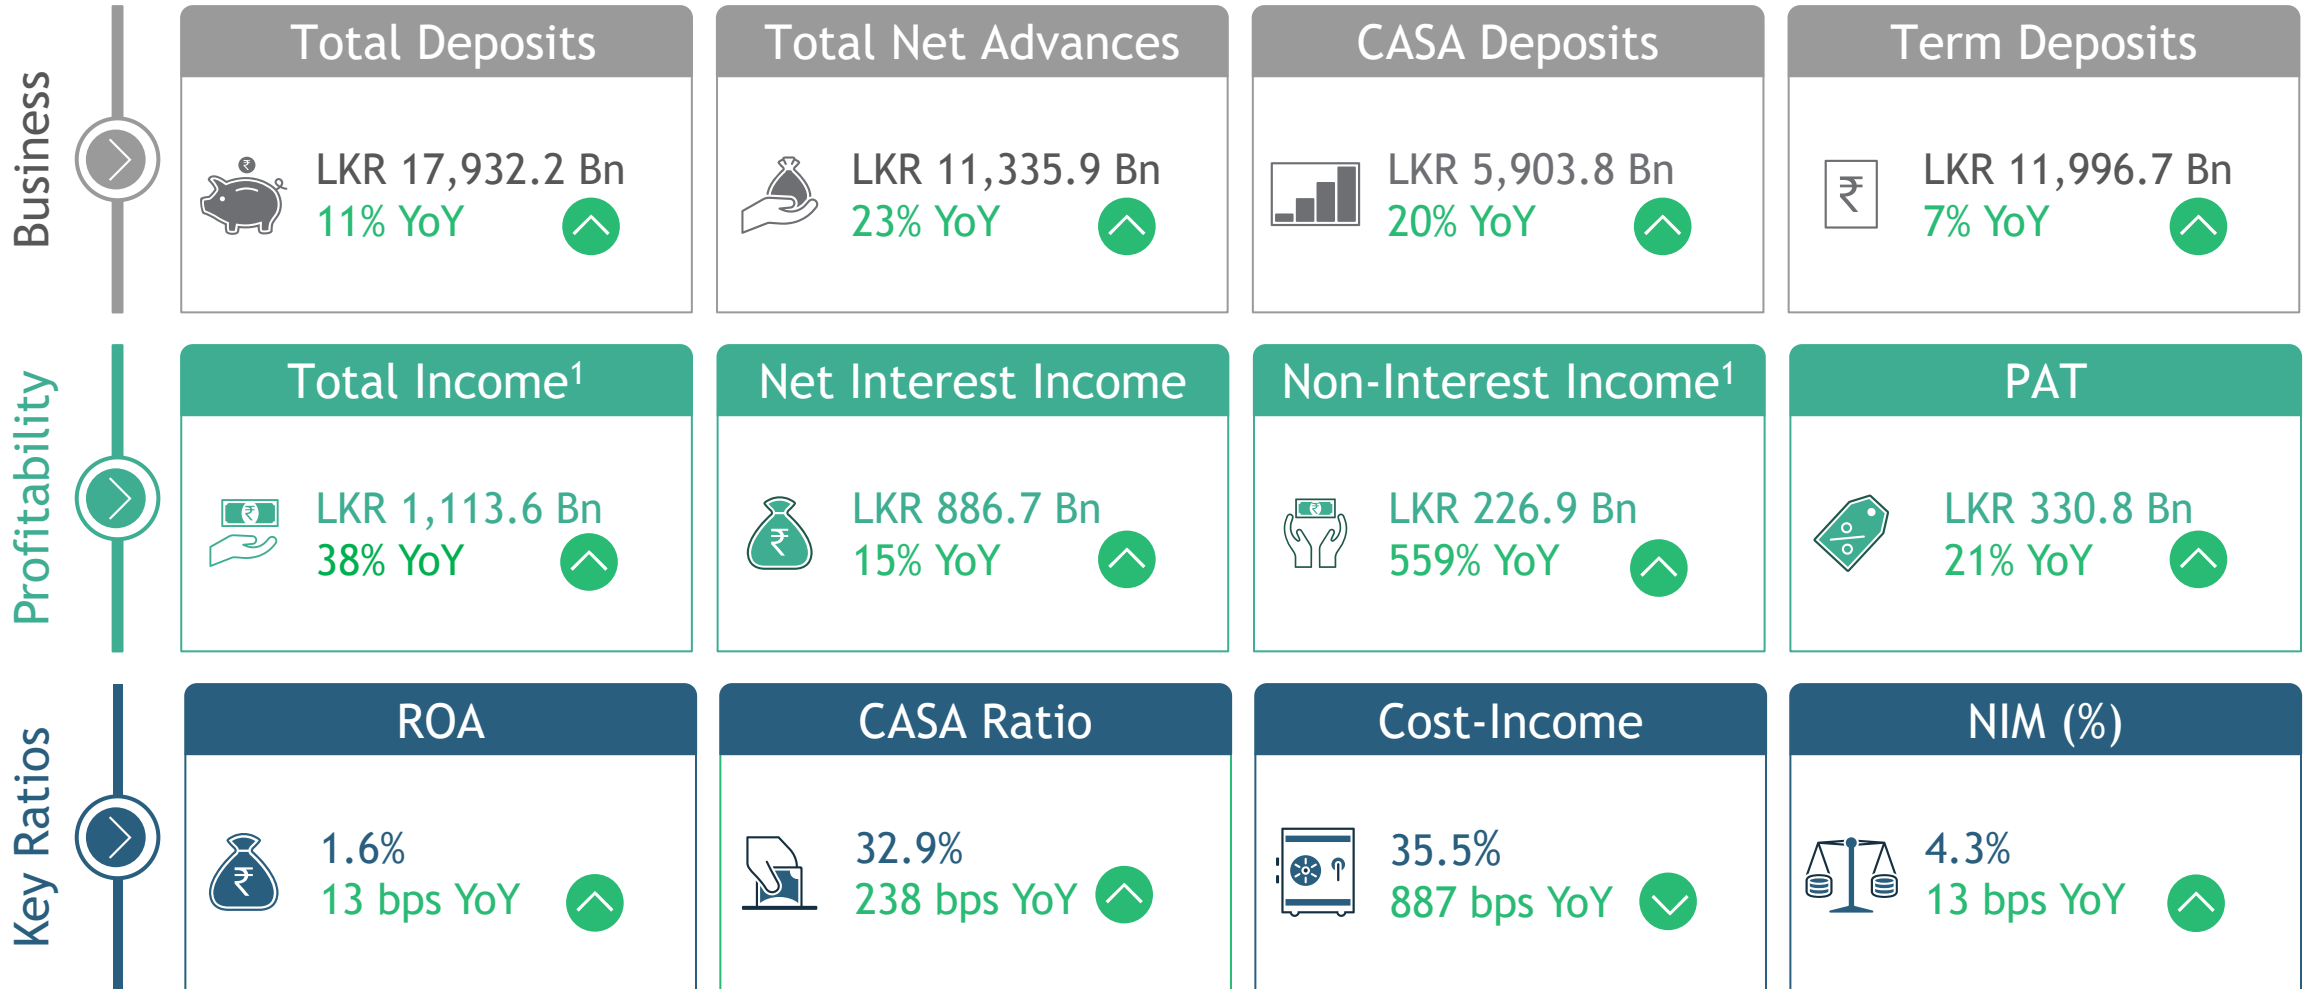 Business
Total Deposits
LKR 17,932.2 Bn
11% YoY
Total Net Advances
LKR 11,335.9 Bn
23% YoY
CASA Deposits
LKR 5,903.8 Bn
20% YoY
Term Deposits
₹
LKR 11,996.7 Bn
7% YoY
Profitability
Total Income¹
₹
LKR 1,113.6 Bn
38% YoY
Net Interest Income
₹
LKR 886.7 Bn
15% YoY
Non-Interest Income¹
₹
LKR 226.9 Bn
559% YoY
PAT
%
LKR 330.8 Bn
21% YoY
Key Ratios
ROA
₹
1.6%
13 bps YoY
CASA Ratio
32.9%
238 bps YoY
Cost-Income
35.5%
887 bps YoY
NIM (%)
4.3%
13 bps YoY